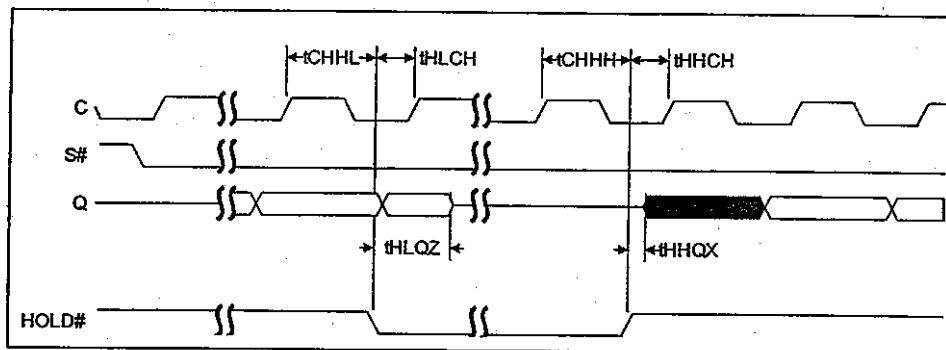 tCHHL tHLCH tCHHH tHHCH
C
S#
Q
tHLQZ tHHQX
HOLD#